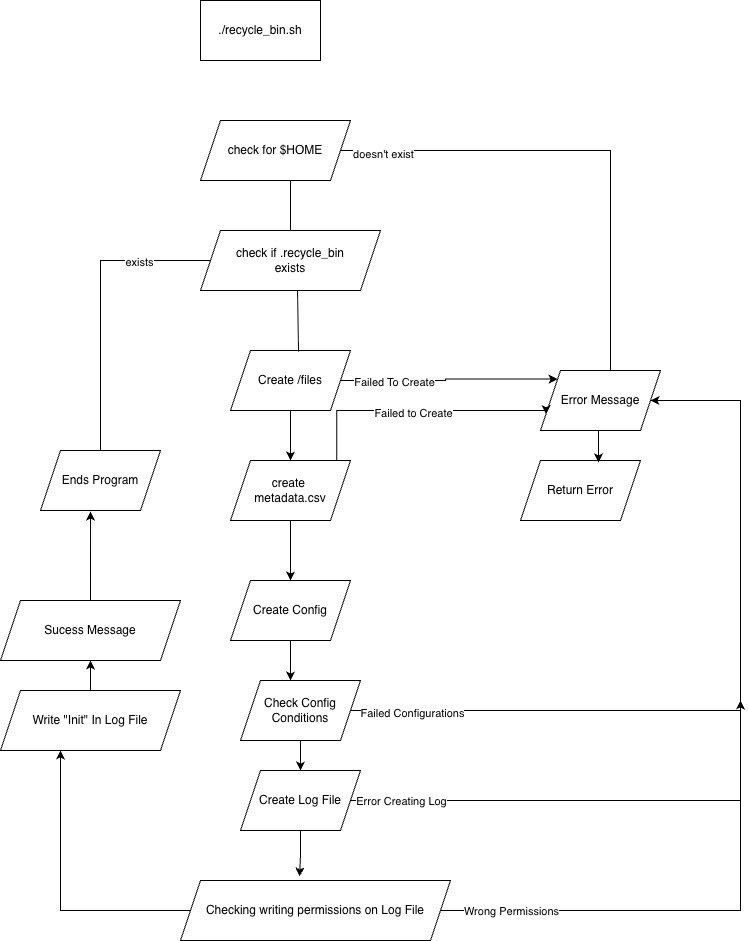 ./recycle_bin.sh
check for $HOME
doesn't exist
check if .recycle_bin
exists
exists
Create /files
Failed To Create
Error Message
Failed to Create
Ends Program
create
metadata.csv
Return Error
Create Config
Sucess Message
Check Config
Conditions
Failed Configurations
Write "Init" In Log File
Create Log File
Error Creating Log
Checking writing permissions on Log File
Wrong Permissions